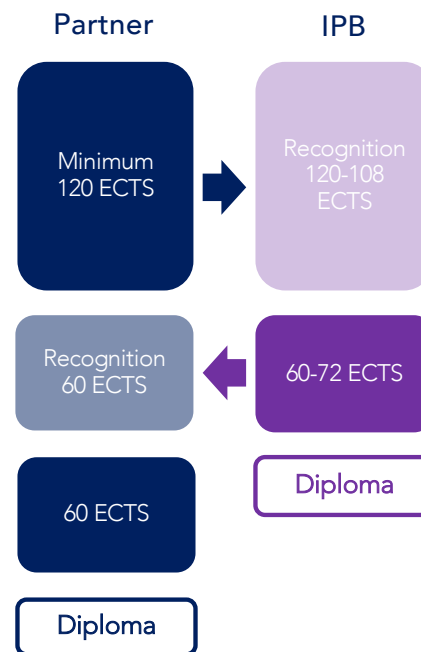 Partner
IPB
Minimum
120 ECTS
Recognition
120-108
ECTS
Recognition
60 ECTS
60-72 ECTS
60 ECTS
Diploma
Diploma